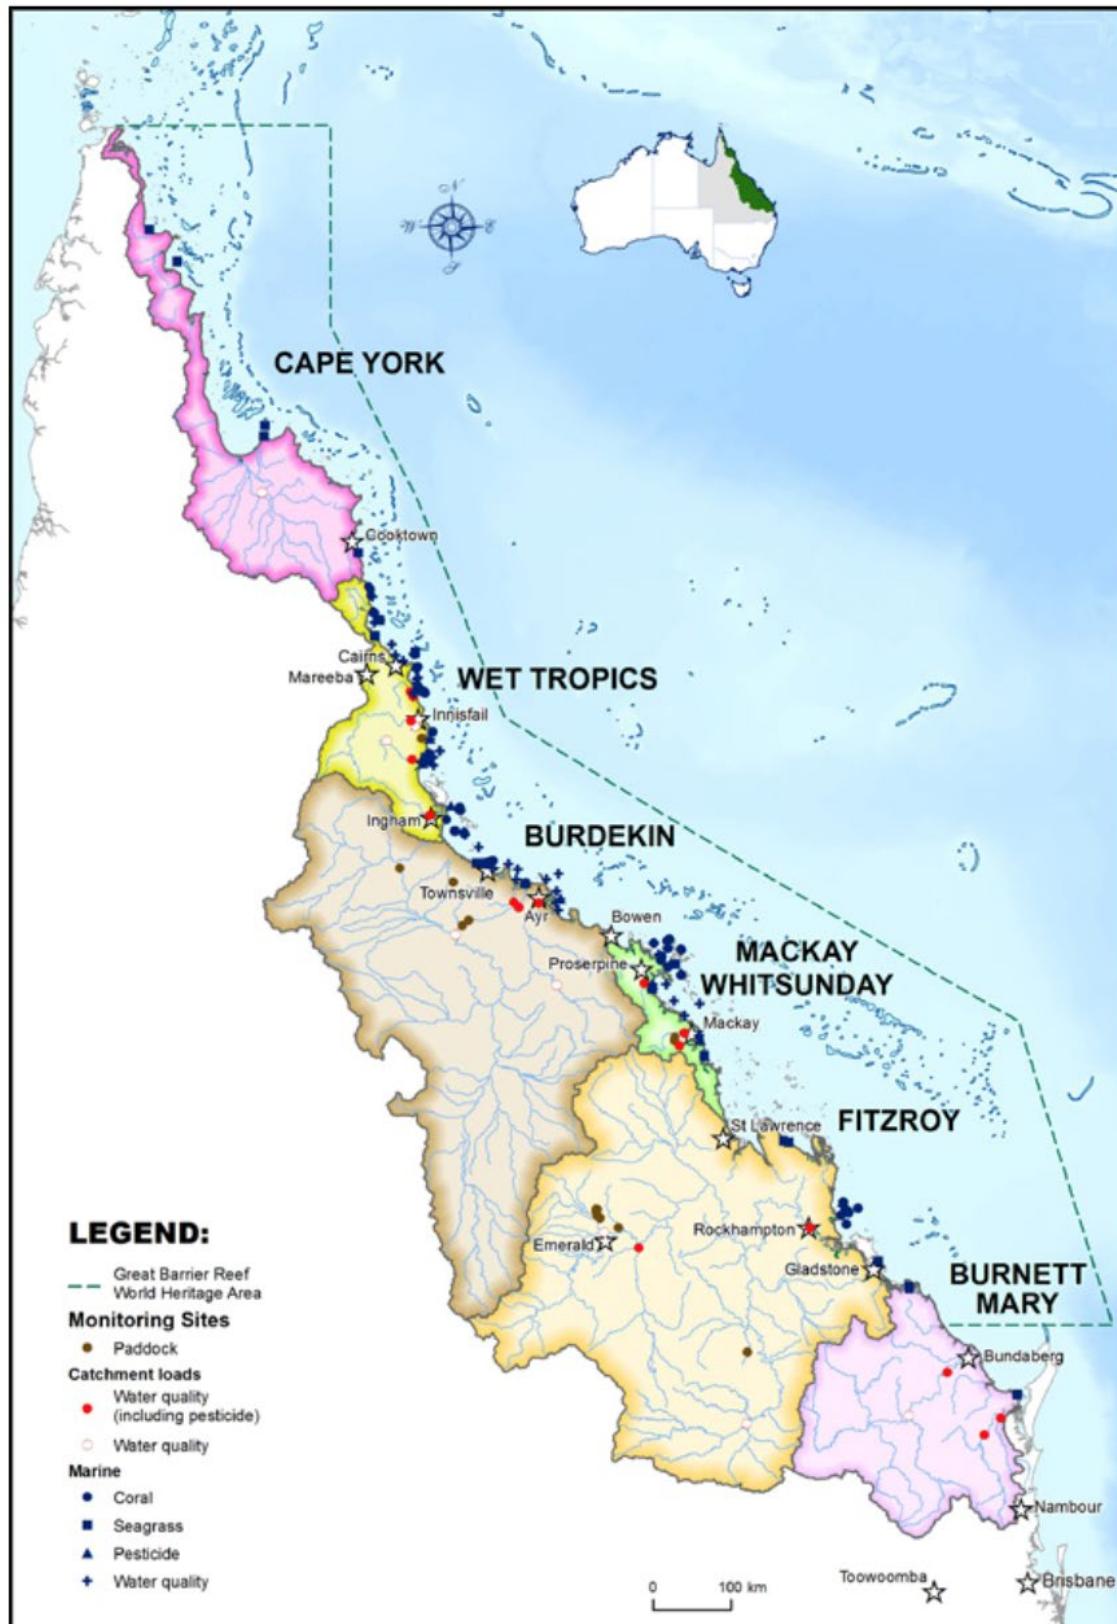 N
W
E
S
CAPE YORK
Cooktown
Cairns
Mareeba
WET TROPICS
Innisfail
Ingham
BURDEKIN
Townsville
Ayr
Bowen
Proserpine
MACKAY
WHITSUNDAY
Mackay
St Lawrence
FITZROY
Rockhampton
Emerald
Gladstone
BURNETT
MARY
Bundaberg
Nambour
Toowoomba
Brisbane
LEGEND:
Great Barrier Reef
World Heritage Area
Monitoring Sites
Paddock
Catchment loads
Water quality
(including pesticide)
Water quality
Marine
Coral
Seagrass
Pesticide
Water quality
0 100 km